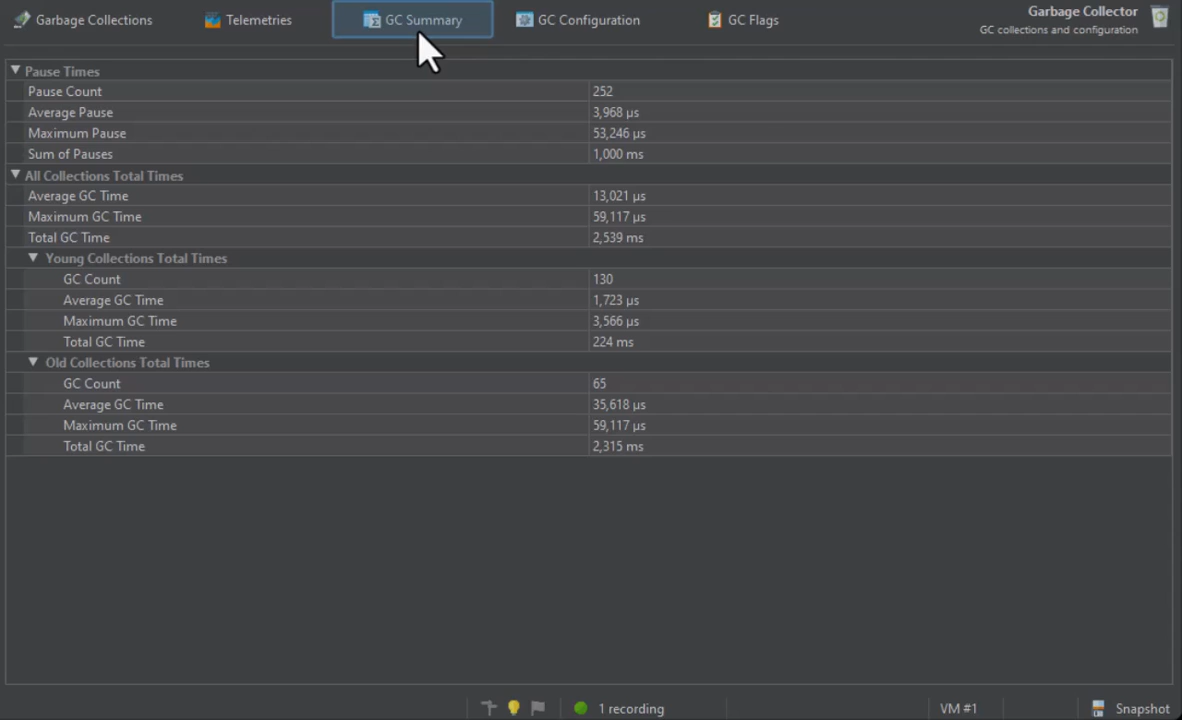 Garbage Collections Telemetries GC Summary GC Configuration GC Flags Garbage Collector
GC collections and configuration
Pause Times
Pause Count 252
Average Pause 3,968 µs
Maximum Pause 53,246 µs
Sum of Pauses 1,000 ms
All Collections Total Times
Average GC Time 13,021 µs
Maximum GC Time 59,117 µs
Total GC Time 2,539 ms
Young Collections Total Times
GC Count 130
Average GC Time 1,723 µs
Maximum GC Time 3,566 µs
Total GC Time 224 ms
Old Collections Total Times
GC Count 65
Average GC Time 35,618 µs
Maximum GC Time 59,117 µs
Total GC Time 2,315 ms
1 recording VM #1 Snapshot